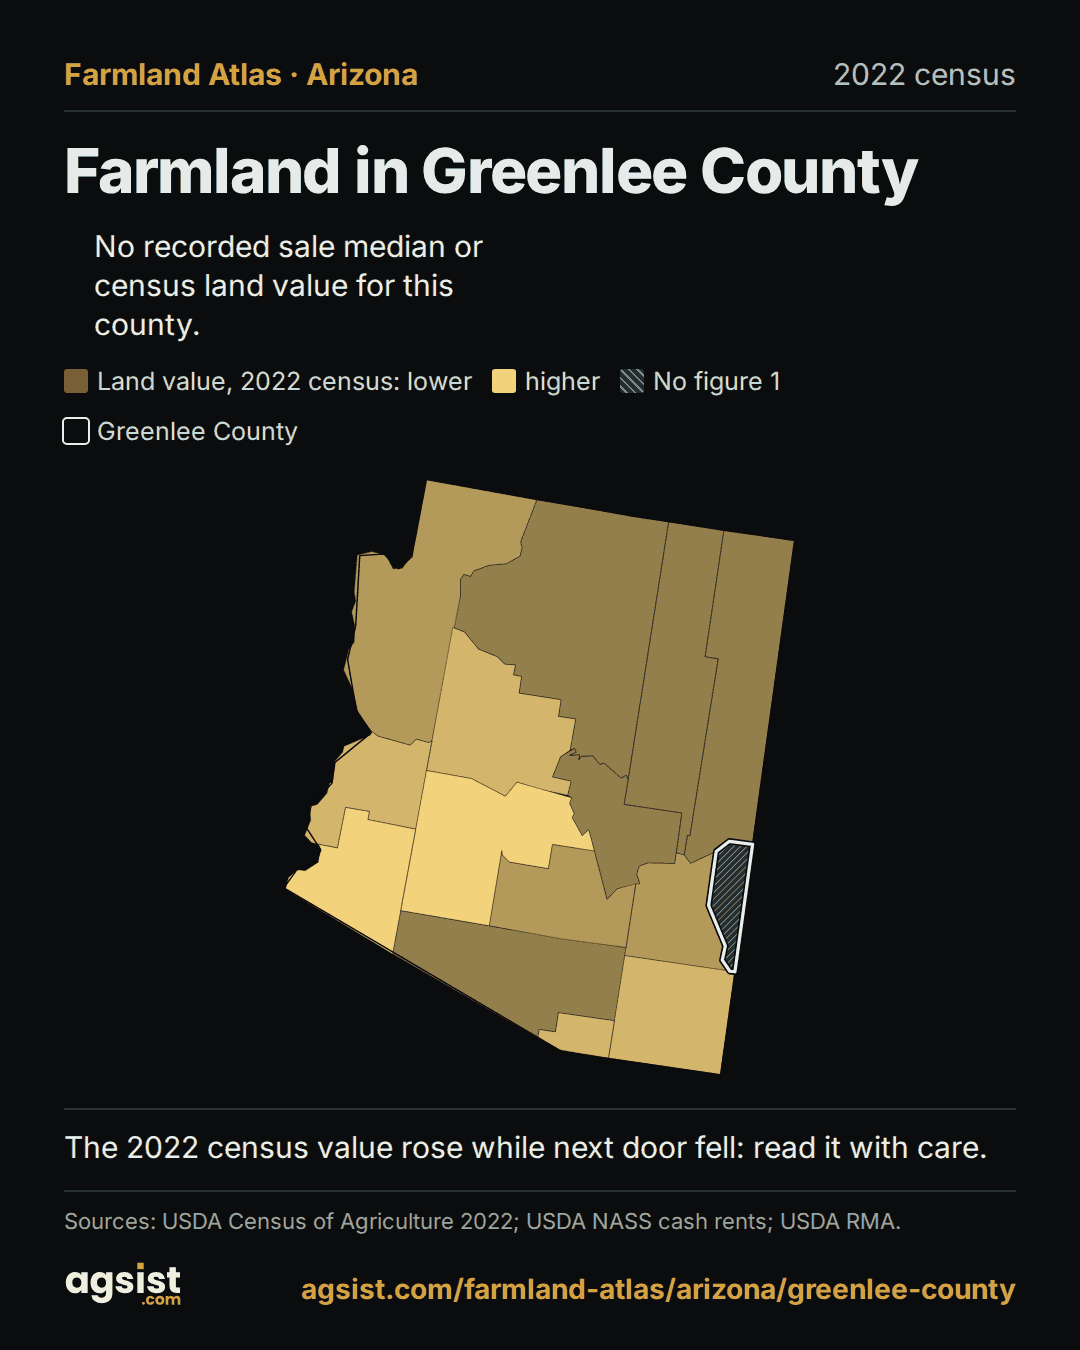 Farmland Atlas · Arizona
2022 census
Farmland in Greenlee County
No recorded sale median or
census land value for this
county.
Land value, 2022 census: lower higher No figure 1
Greenlee County
The 2022 census value rose while next door fell: read it with care.
Sources: USDA Census of Agriculture 2022; USDA NASS cash rents; USDA RMA.
agsist
.com
agsist.com/farmland-atlas/arizona/greenlee-county